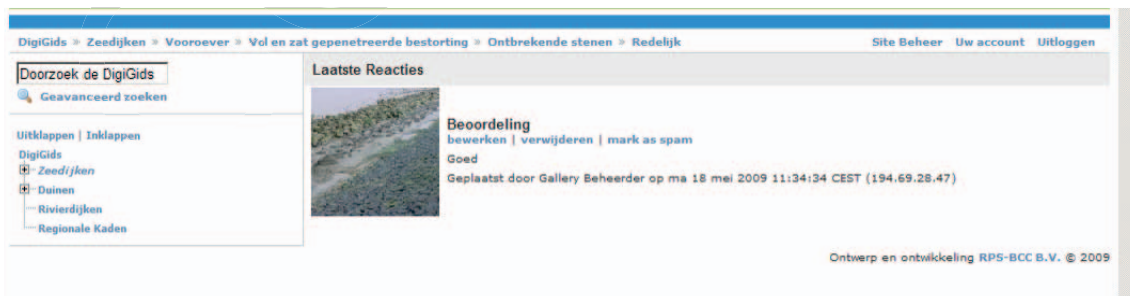 DigiGids » Zeedijken » Vooroever » Vol en zat gepenetreerde bestorting » Ontbrekende stenen » Redelijk
Site Beheer Uw account Uitloggen
Doorzoek de DigiGids
Geavanceerd zoeken
Uitklappen | Inklappen
DigiGids
Zeedijken
Duinen
Rivierdijken
Regionale Kaden
Laatste Reacties
Beoordeling
bewerken | verwijderen | mark as spam
Goed
Geplaatst door Gallery Beheerder op ma 18 mei 2009 11:34:34 CEST (194.69.28.47)
Ontwerp en ontwikkeling RPS-BCC B.V. © 2009